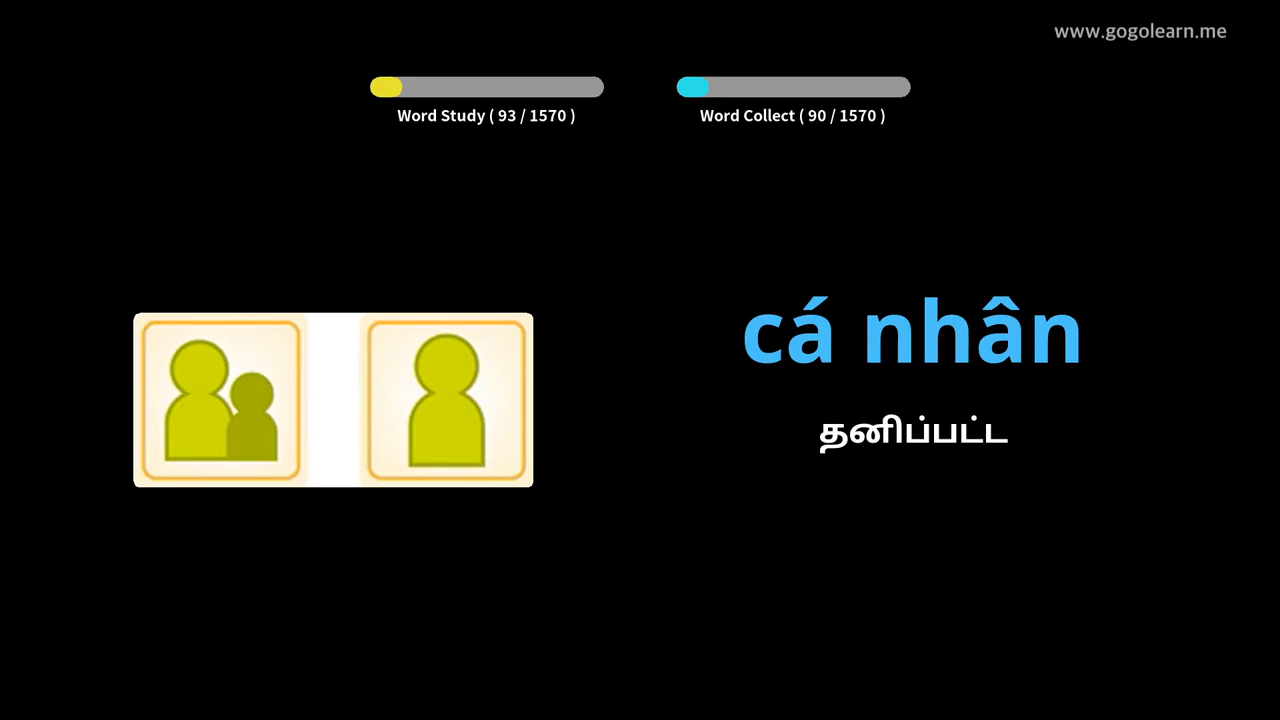 www.gogolearn.me
Word Study ( 93 / 1570 )
Word Collect ( 90 / 1570 )
cá nhân
தனிப்பட்ட